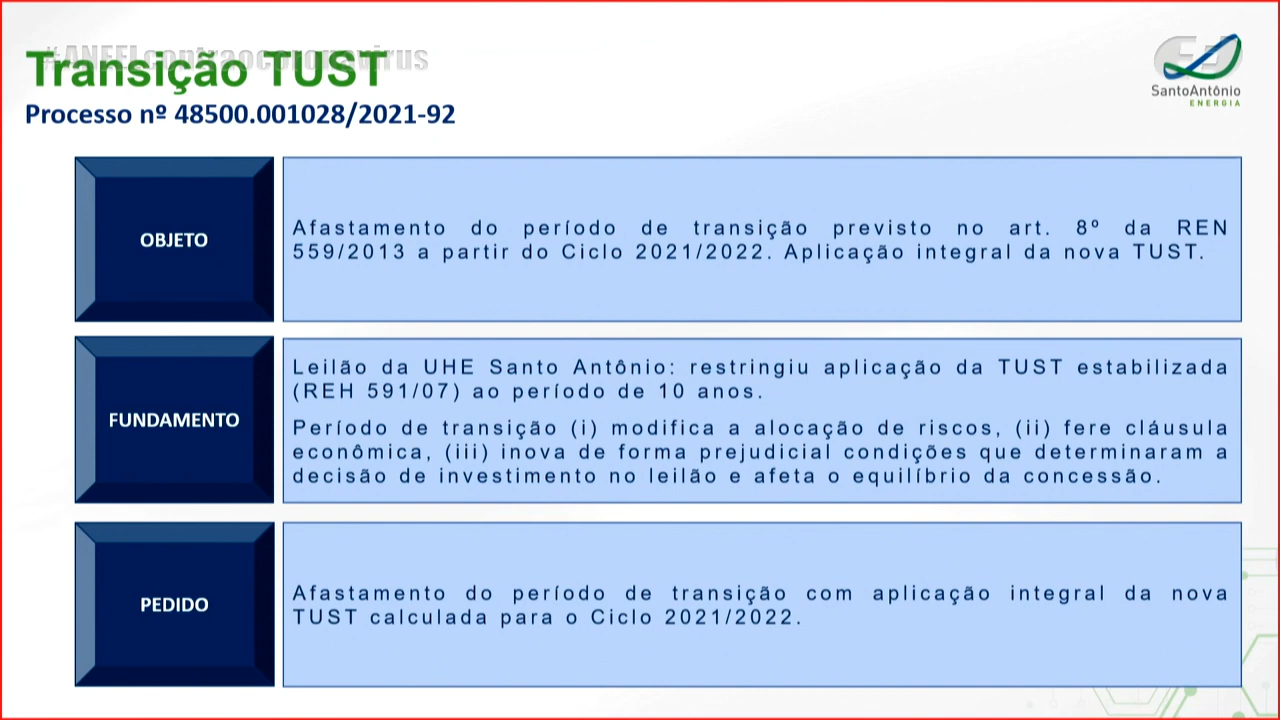 #ANEELcontraocoronavirus
Transição TUST
Processo nº 48500.001028/2021-92
SantoAntônio
ENERGIA
OBJETO
Afastamento do período de transição previsto no art. 8º da REN
559/2013 a partir do Ciclo 2021/2022. Aplicação integral da nova TUST.
FUNDAMENTO
Leilão da UHE Santo Antônio: restringiu aplicação da TUST estabilizada
(REH 591/07) ao período de 10 anos.
Período de transição (i) modifica a alocação de riscos, (ii) fere cláusula
econômica, (iii) inova de forma prejudicial condições que determinaram a
decisão de investimento no leilão e afeta o equilíbrio da concessão.
PEDIDO
Afastamento do período de transição com aplicação integral da nova
TUST calculada para o Ciclo 2021/2022.